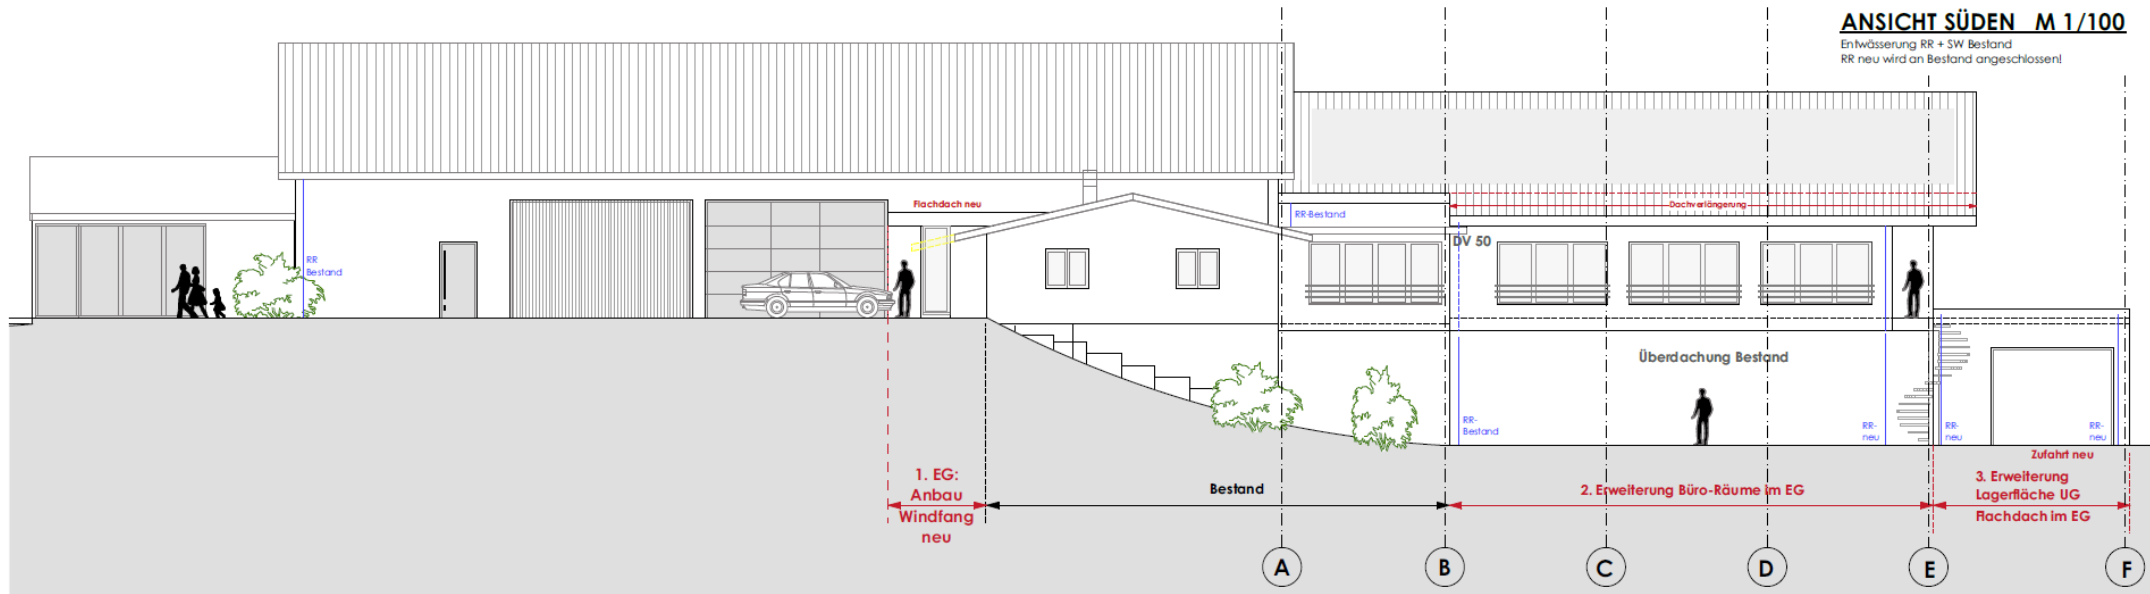 ANSICHT SÜDEN M 1/100
Entwässerung RR + SW Bestand
RR neu wird an Bestand angeschlossen!
Flachdach neu
Dachverlängerung
RR-Bestand
DV 50
RR
Bestand
Überdachung Bestand
RR-
Bestand
RR-
neu
RR-
neu
RR-
neu
Zufahrt neu
1. EG:
Anbau
Windfang
neu
Bestand
2. Erweiterung Büro-Räume im EG
3. Erweiterung
Lagerfläche UG
Flachdach im EG
A
B
C
D
E
F